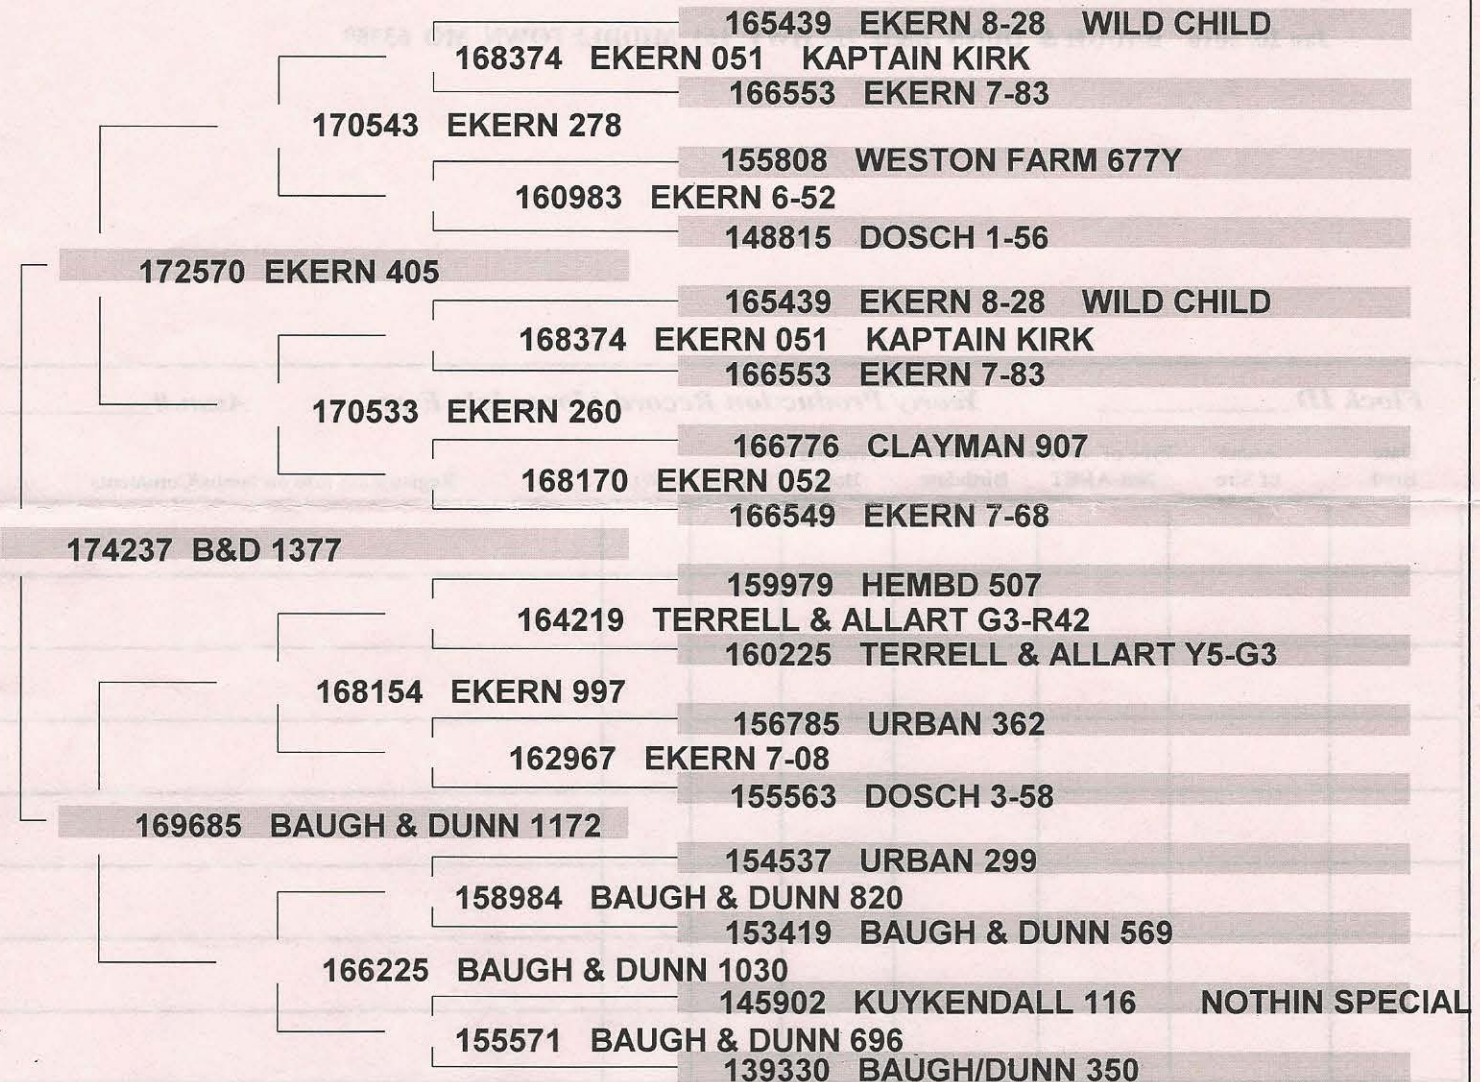 165439 EKERN 8-28 WILD CHILD
168374 EKERN 051 KAPTAIN KIRK
166553 EKERN 7-83
170543 EKERN 278
155808 WESTON FARM 677Y
160983 EKERN 6-52
148815 DOSCH 1-56
172570 EKERN 405
165439 EKERN 8-28 WILD CHILD
168374 EKERN 051 KAPTAIN KIRK
166553 EKERN 7-83
170533 EKERN 260
166776 CLAYMAN 907
168170 EKERN 052
166549 EKERN 7-68
174237 B&D 1377
159979 HEMBD 507
164219 TERRELL & ALLART G3-R42
160225 TERRELL & ALLART Y5-G3
168154 EKERN 997
156785 URBAN 362
162967 EKERN 7-08
155563 DOSCH 3-58
169685 BAUGH & DUNN 1172
154537 URBAN 299
158984 BAUGH & DUNN 820
153419 BAUGH & DUNN 569
166225 BAUGH & DUNN 1030
145902 KUYKENDALL 116 NOTHIN SPECIAL
155571 BAUGH & DUNN 696
139330 BAUGH/DUNN 350